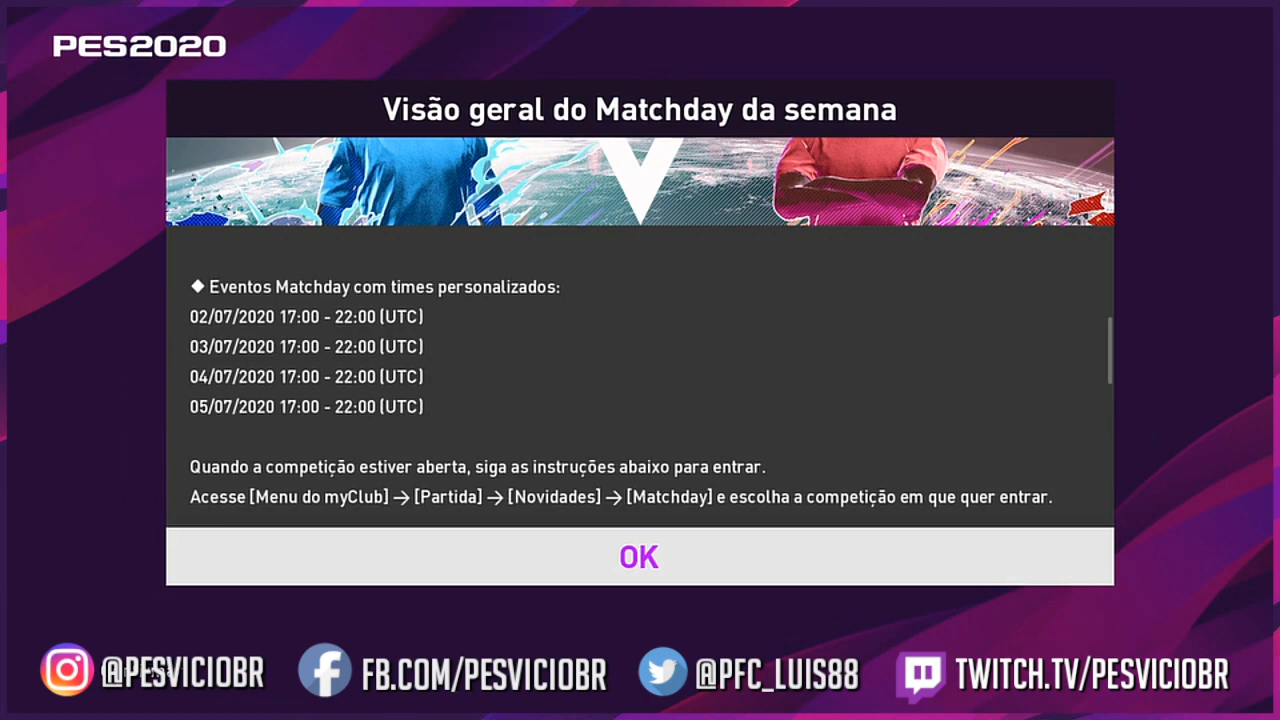 PES2020
Visão geral do Matchday da semana
◆ Eventos Matchday com times personalizados:
02/07/2020 17:00 - 22:00 (UTC)
03/07/2020 17:00 - 22:00 (UTC)
04/07/2020 17:00 - 22:00 (UTC)
05/07/2020 17:00 - 22:00 (UTC)
Quando a competição estiver aberta, siga as instruções abaixo para entrar.
Acesse [Menu do myClub] → [Partida] → [Novidades] → [Matchday] e escolha a competição em que quer entrar.
OK
@PESVICIOBR FB.COM/PESVICIOBR @PFC_LUIS88 TWITCH.TV/PESVICIOBR